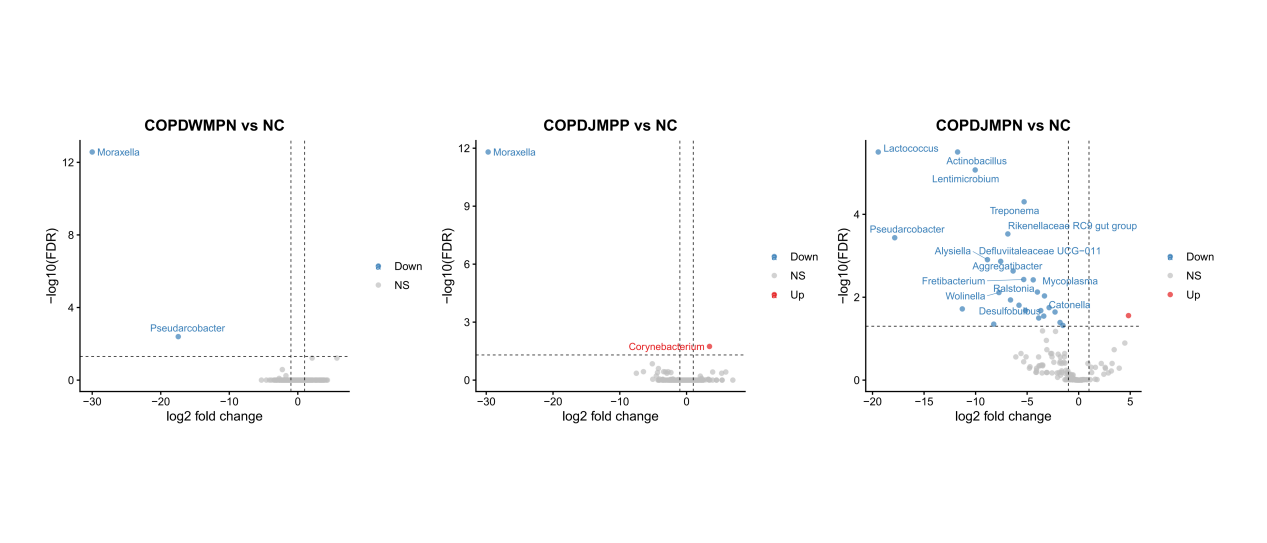 COPDWMPN vs NC
−log10(FDR)
12
8
4
0
Moraxella
Pseudarcobacter
−30
−20
−10
0
log2 fold change
Down
NS
COPDJMPP vs NC
−log10(FDR)
12
9
6
3
0
Moraxella
Corynebacterium
−30
−20
−10
0
log2 fold change
Down
NS
Up
COPDJMPN vs NC
−log10(FDR)
4
2
0
Lactococcus
Actinobacillus
Lentimicrobium
Treponema
Rikenellaceae RC9 gut group
Pseudarcobacter
Alysiella
Defluviitaleaceae UCG−011
Aggregatibacter
Fretibacterium
Mycoplasma
Ralstonia
Wolinella
Catonella
Desulfobulbus
−20
−15
−10
−5
0
5
log2 fold change
Down
NS
Up